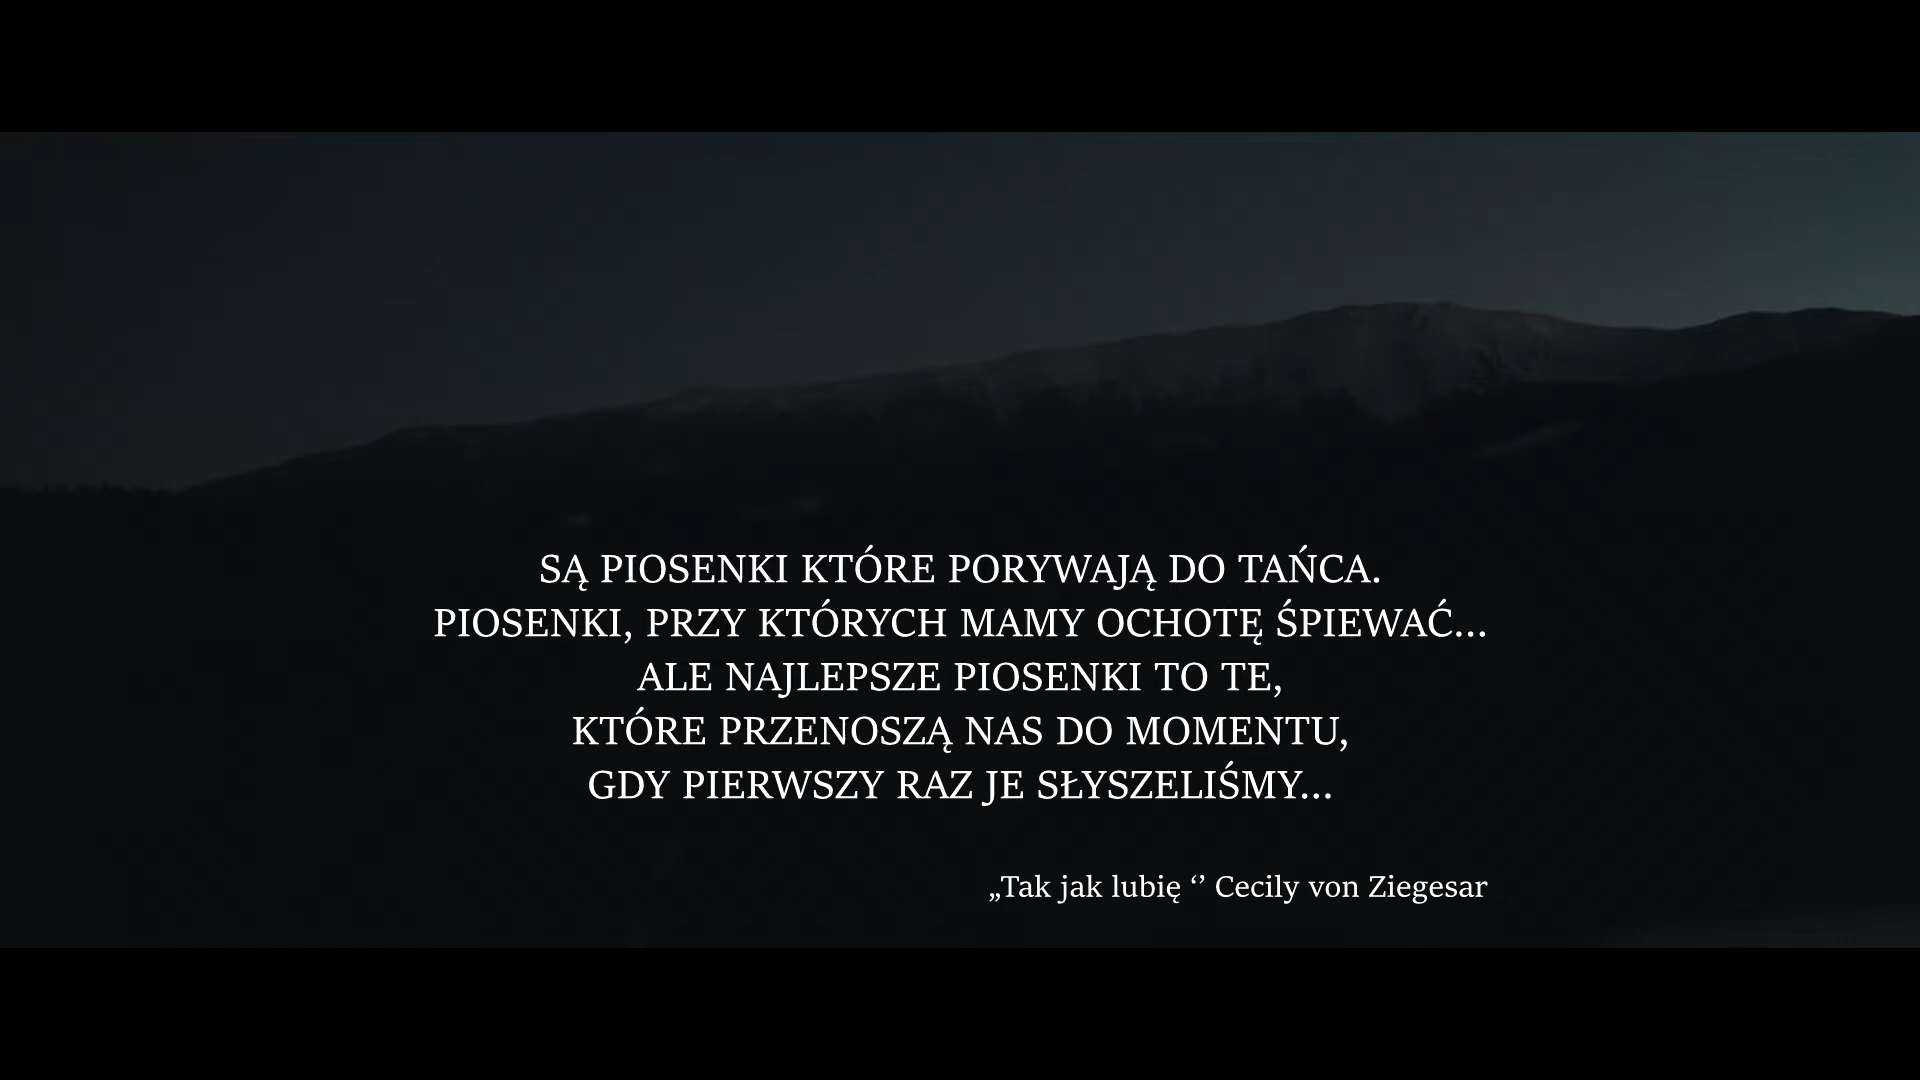 SĄ PIOSENKI KTÓRE PORYWAJĄ DO TAŃCA.
PIOSENKI, PRZY KTÓRYCH MAMY OCHOTĘ ŚPIEWAĆ...
ALE NAJLEPSZE PIOSENKI TO TE,
KTÓRE PRZENOSZĄ NAS DO MOMENTU,
GDY PIERWSZY RAZ JE SŁYSZELIŚMY...
„Tak jak lubię ‘’ Cecily von Ziegesar